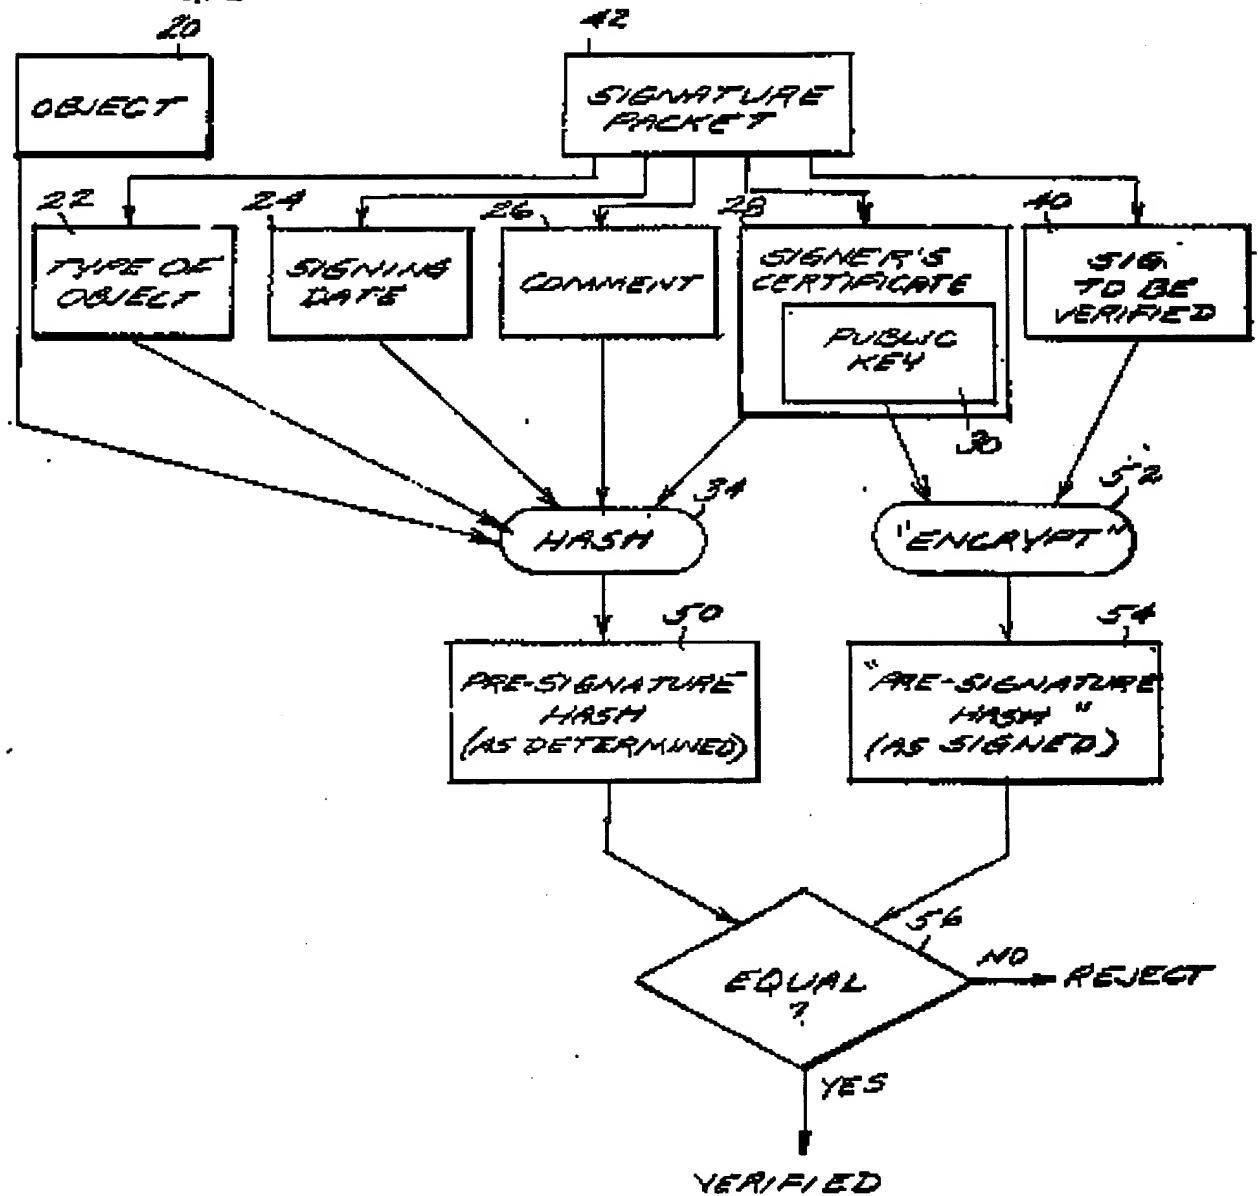 20
42
OBJECT
SIGNATURE
PACKET
22
24
26
28
40
TYPE OF
OBJECT
SIGNING
DATE
COMMENT
SIGNER'S
CERTIFICATE
PUBLIC
KEY
30
SIG.
TO BE
VERIFIED
34
HASH
52
"ENCRYPT"
50
54
PRE-SIGNATURE
HASH
(AS DETERMINED)
"PRE-SIGNATURE
HASH"
(AS SIGNED)
56
EQUAL
?
NO
REJECT
YES
VERIFIED